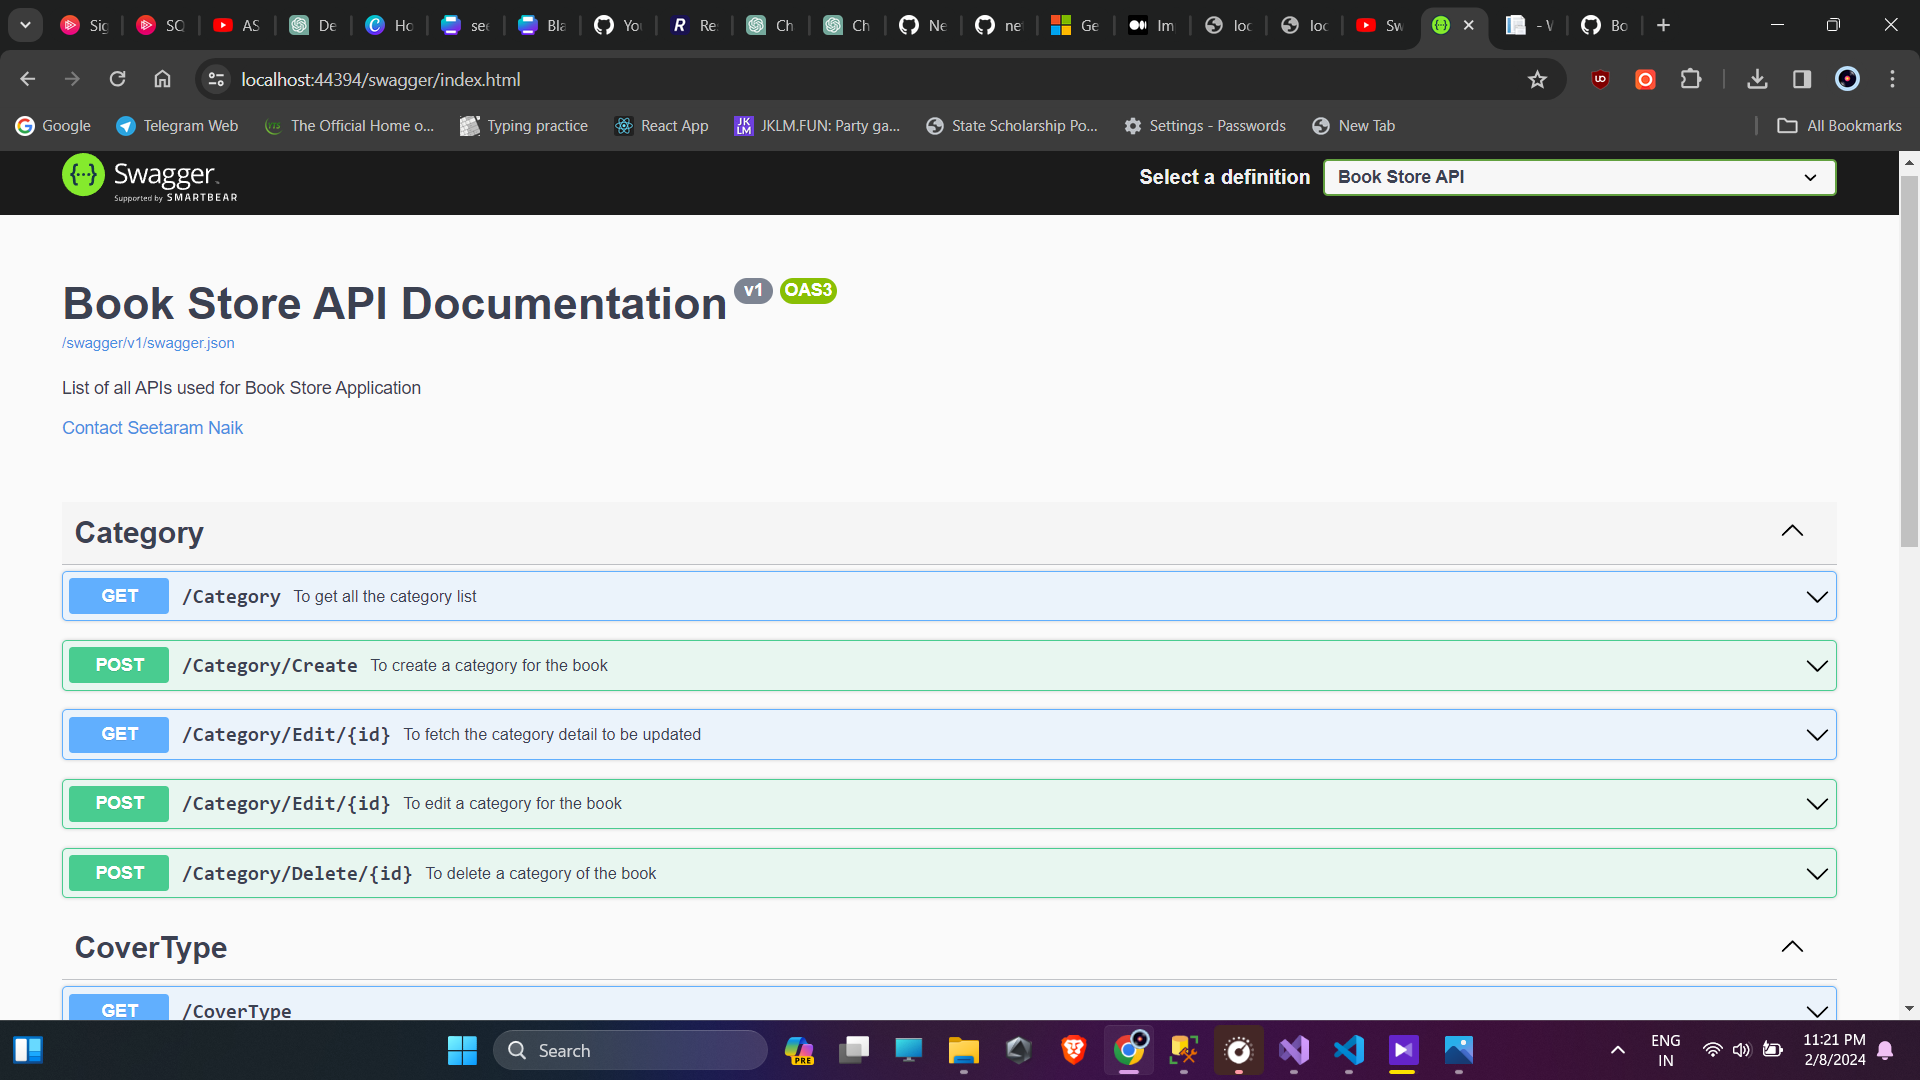 Sig
SQ
AS
De
Ho
see
Bla
You
Re
Ch
Ch
Ne
ne
Ge
Im
loc
loc
Sw
- V
Bo
localhost:44394/swagger/index.html
Google
Telegram Web
The Official Home o...
Typing practice
React App
JKLM.FUN: Party ga...
State Scholarship Po...
Settings - Passwords
New Tab
All Bookmarks
Swagger
Supported by SMARTBEAR
Select a definition
Book Store API
Book Store API Documentation v1 OAS3
/swagger/v1/swagger.json
List of all APIs used for Book Store Application
Contact Seetaram Naik
Category
GET /Category To get all the category list
POST /Category/Create To create a category for the book
GET /Category/Edit/{id} To fetch the category detail to be updated
POST /Category/Edit/{id} To edit a category for the book
POST /Category/Delete/{id} To delete a category of the book
CoverType
GET /CoverType
Search
PRE
ENG
IN
11:21 PM
2/8/2024